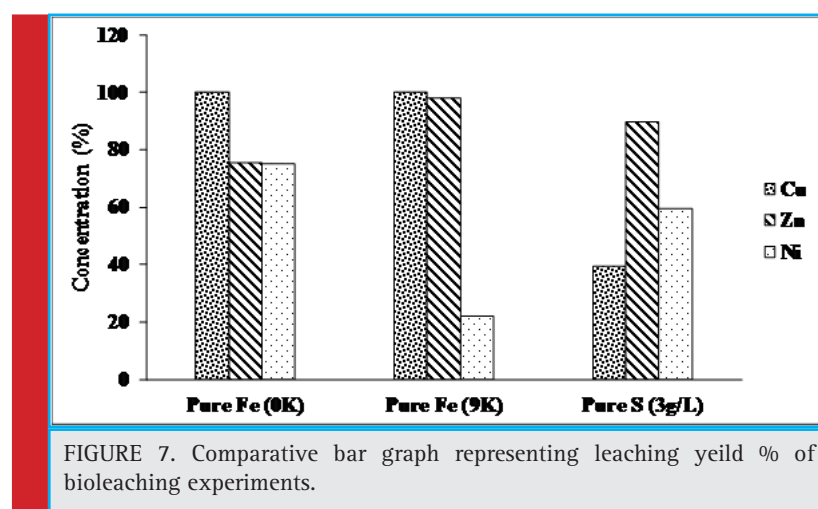 120
100
80
60
40
20
0
Concentration (%)
Cu
Zn
Ni
Pure Fe (0K) Pure Fe (9K) Pure S (3g/L)
FIGURE 7. Comparative bar graph representing leaching yeild % of
bioleaching experiments.